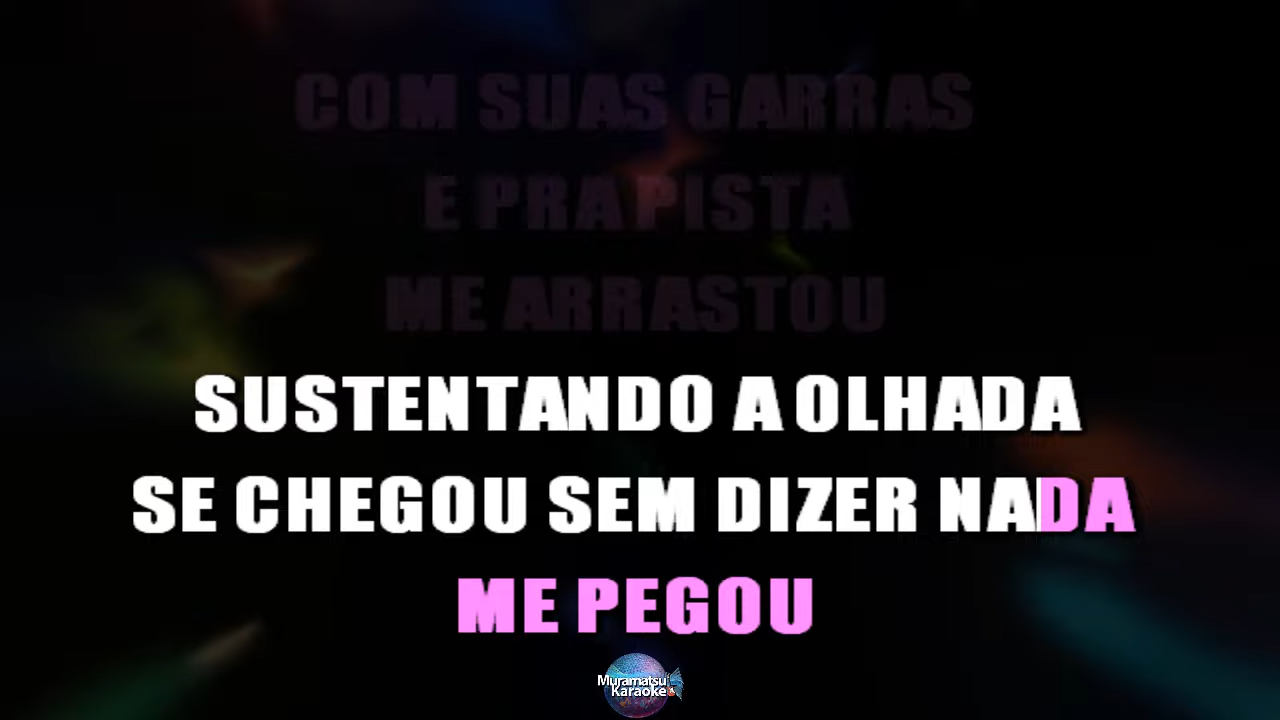 COM SUAS GARRAS
E PRA PISTA
ME ARRASTOU
SUSTENTANDO A OLHADA
SE CHEGOU SEM DIZER NADA
ME PEGOU
Muramatsu
Karaoke